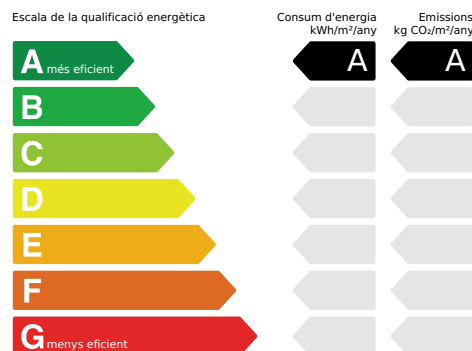 Escala de la qualificació energètica
Consum d'energia
kWh/m²/any
Emissions
kg CO₂/m²/any
A més eficient
A
A
B
C
D
E
F
G menys eficient